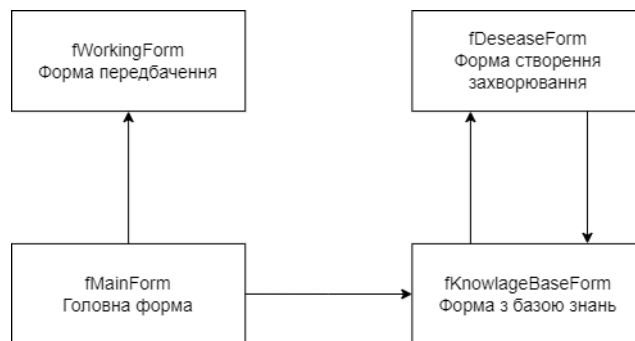 fWorkingForm
Форма передбачення
fDeseaseForm
Форма створення
захворювання
fMainForm
Головна форма
fKnowlageBaseForm
Форма з базою знань